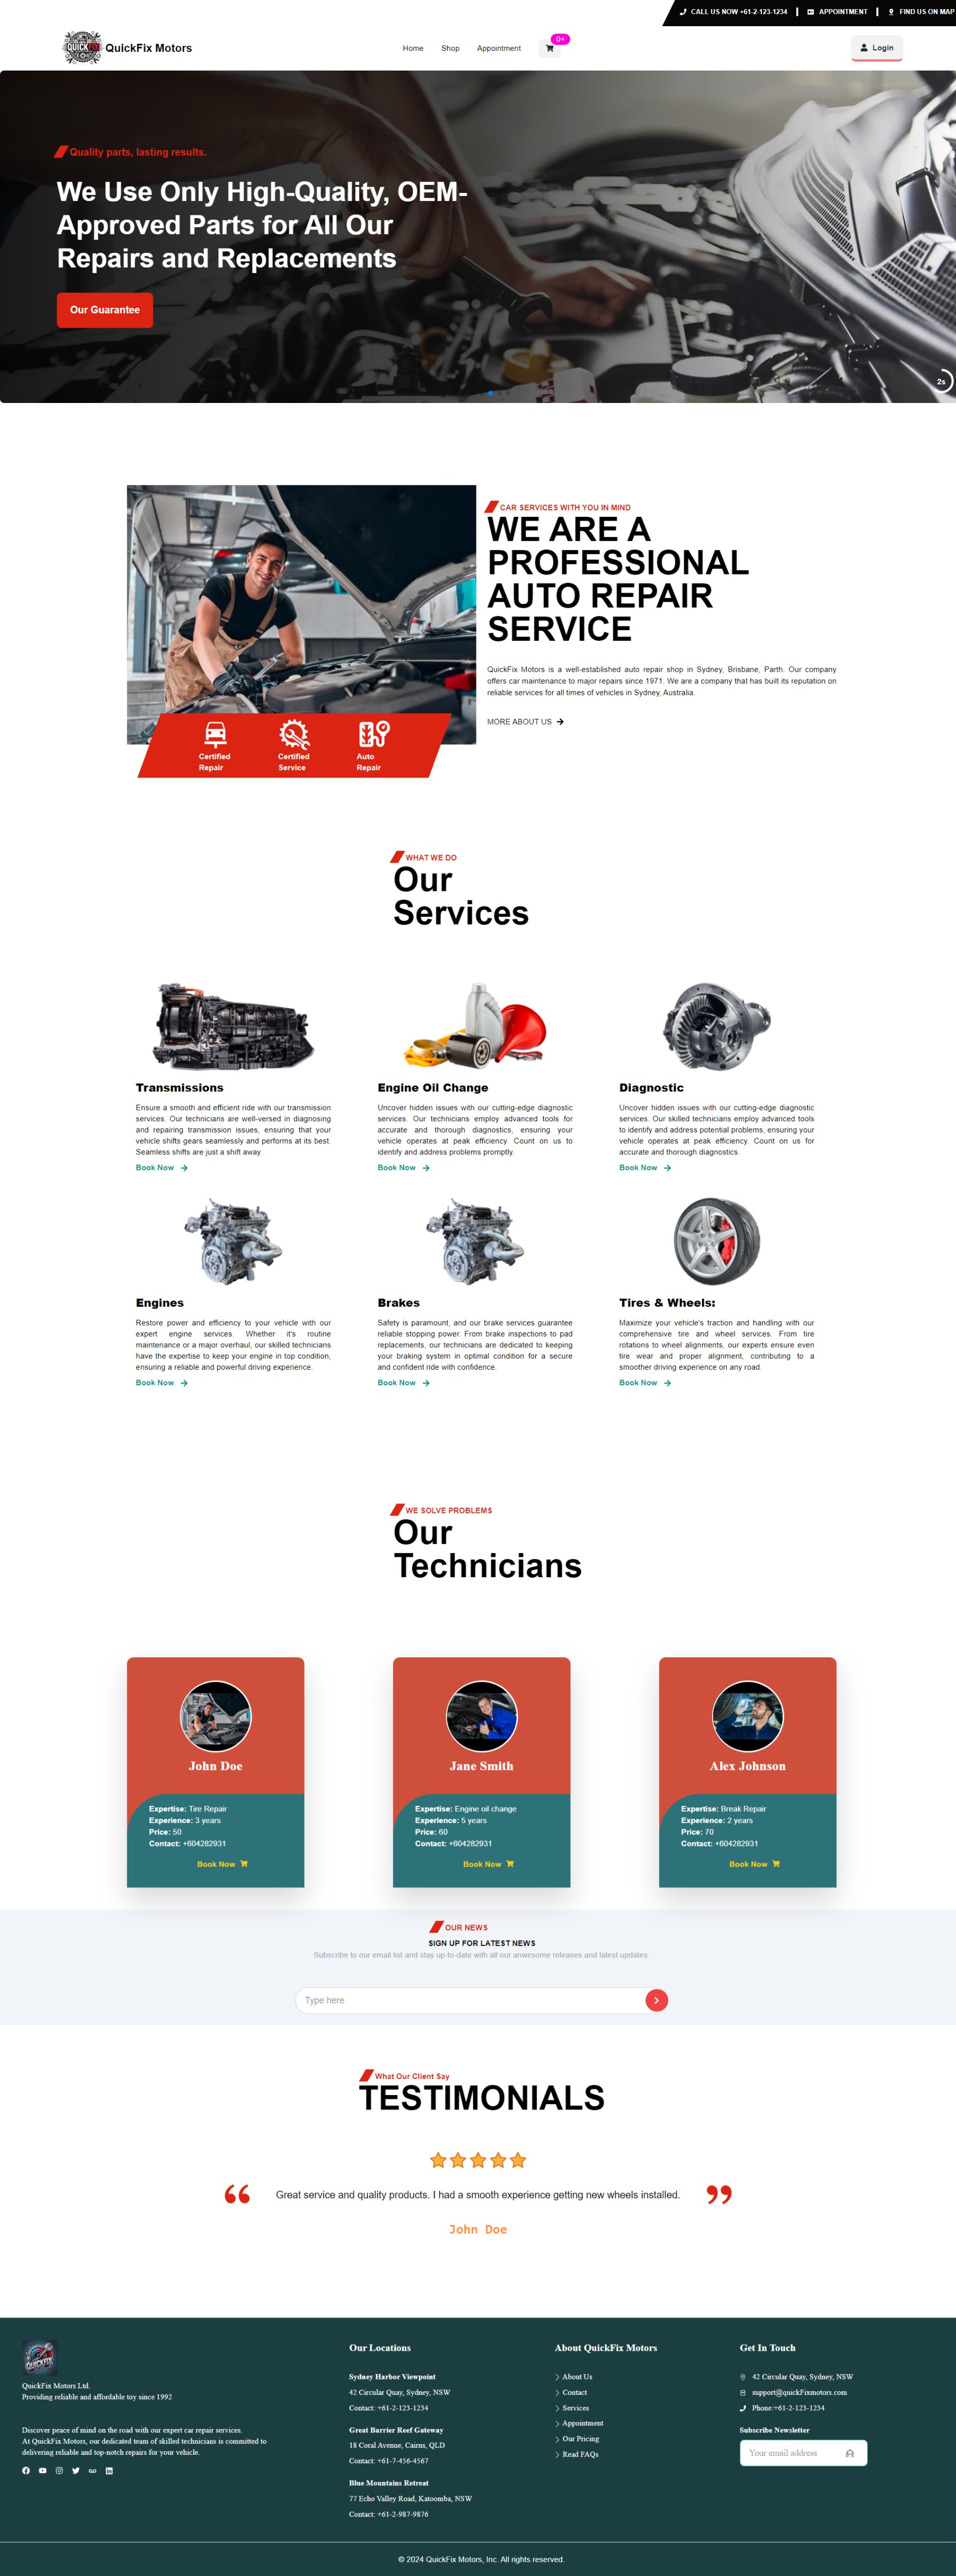 CALL US NOW +61-2-123-1234 | APPOINTMENT | FIND US ON MAP
QUICKFIX
QuickFix Motors
Home Shop Appointment
0+
Login
Quality parts, lasting results.
We Use Only High-Quality, OEM-
Approved Parts for All Our
Repairs and Replacements
Our Guarantee
2s
CAR SERVICES WITH YOU IN MIND
WE ARE A
PROFESSIONAL
AUTO REPAIR
SERVICE
QuickFix Motors is a well-established auto repair shop in Sydney, Brisbane, Parth. Our company
offers car maintenance to major repairs since 1971. We are a company that has built its reputation on
reliable services for all times of vehicles in Sydney, Australia.
MORE ABOUT US
Certified
Repair
Certified
Service
Auto
Repair
WHAT WE DO
Our
Services
Transmissions
Ensure a smooth and efficient ride with our transmission
services. Our technicians are well-versed in diagnosing
and repairing transmission issues, ensuring that your
vehicle shifts gears seamlessly and performs at its best.
Seamless shifts are just a shift away
Book Now
Engine Oil Change
Uncover hidden issues with our cutting-edge diagnostic
services. Our technicians employ advanced tools for
accurate and thorough diagnostics, ensuring your
vehicle operates at peak efficiency. Count on us to
identify and address problems promptly.
Book Now
Diagnostic
Uncover hidden issues with our cutting-edge diagnostic
services. Our skilled technicians employ advanced tools
to identify and address potential problems, ensuring your
vehicle operates at peak efficiency. Count on us for
accurate and thorough diagnostics.
Book Now
Engines
Restore power and efficiency to your vehicle with our
expert engine services. Whether it's routine
maintenance or a major overhaul, our skilled technicians
have the expertise to keep your engine in top condition,
ensuring a reliable and powerful driving experience.
Book Now
Brakes
Safety is paramount, and our brake services guarantee
reliable stopping power. From brake inspections to pad
replacements, our technicians are dedicated to keeping
your braking system in optimal condition for a secure
and confident ride with confidence.
Book Now
Tires & Wheels:
Maximize your vehicle's traction and handling with our
comprehensive tire and wheel services. From tire
rotations to wheel alignments, our experts ensure even
tire wear and proper alignment, contributing to a
smoother driving experience on any road.
Book Now
WE SOLVE PROBLEMS
Our
Technicians
John Doe
Expertise: Tire Repair
Experience: 3 years
Price: 50
Contact: +604282931
Book Now
Jane Smith
Expertise: Engine oil change
Experience: 5 years
Price: 60
Contact: +604282931
Book Now
Alex Johnson
Expertise: Break Repair
Experience: 2 years
Price: 70
Contact: +604282931
Book Now
OUR NEWS
SIGN UP FOR LATEST NEWS
Subscribe to our email list and stay up-to-date with all our anwesome releases and latest updates.
Type here
What Our Client Say
TESTIMONIALS
“ Great service and quality products. I had a smooth experience getting new wheels installed. ”
John Doe
QUICKFIX
QuickFix Motors Ltd.
Providing reliable and affordable toy since 1992
Discover peace of mind on the road with our expert car repair services.
At QuickFix Motors, our dedicated team of skilled technicians is committed to
delivering reliable and top-notch repairs for your vehicle.
Our Locations
Sydney Harbor Viewpoint
42 Circular Quay, Sydney, NSW
Contact: +61-2-123-1234
Great Barrier Reef Gateway
18 Coral Avenue, Cairns, QLD
Contact: +61-7-456-4567
Blue Mountains Retreat
77 Echo Valley Road, Katoomba, NSW
Contact: +61-2-987-9876
About QuickFix Motors
About Us
Contact
Services
Appointment
Our Pricing
Read FAQs
Get In Touch
42 Circular Quay, Sydney, NSW
support@quickFixmotors.com
Phone:+61-2-123-1234
Subscribe Newsletter
Your email address
© 2024 QuickFix Motors, Inc. All rights reserved.